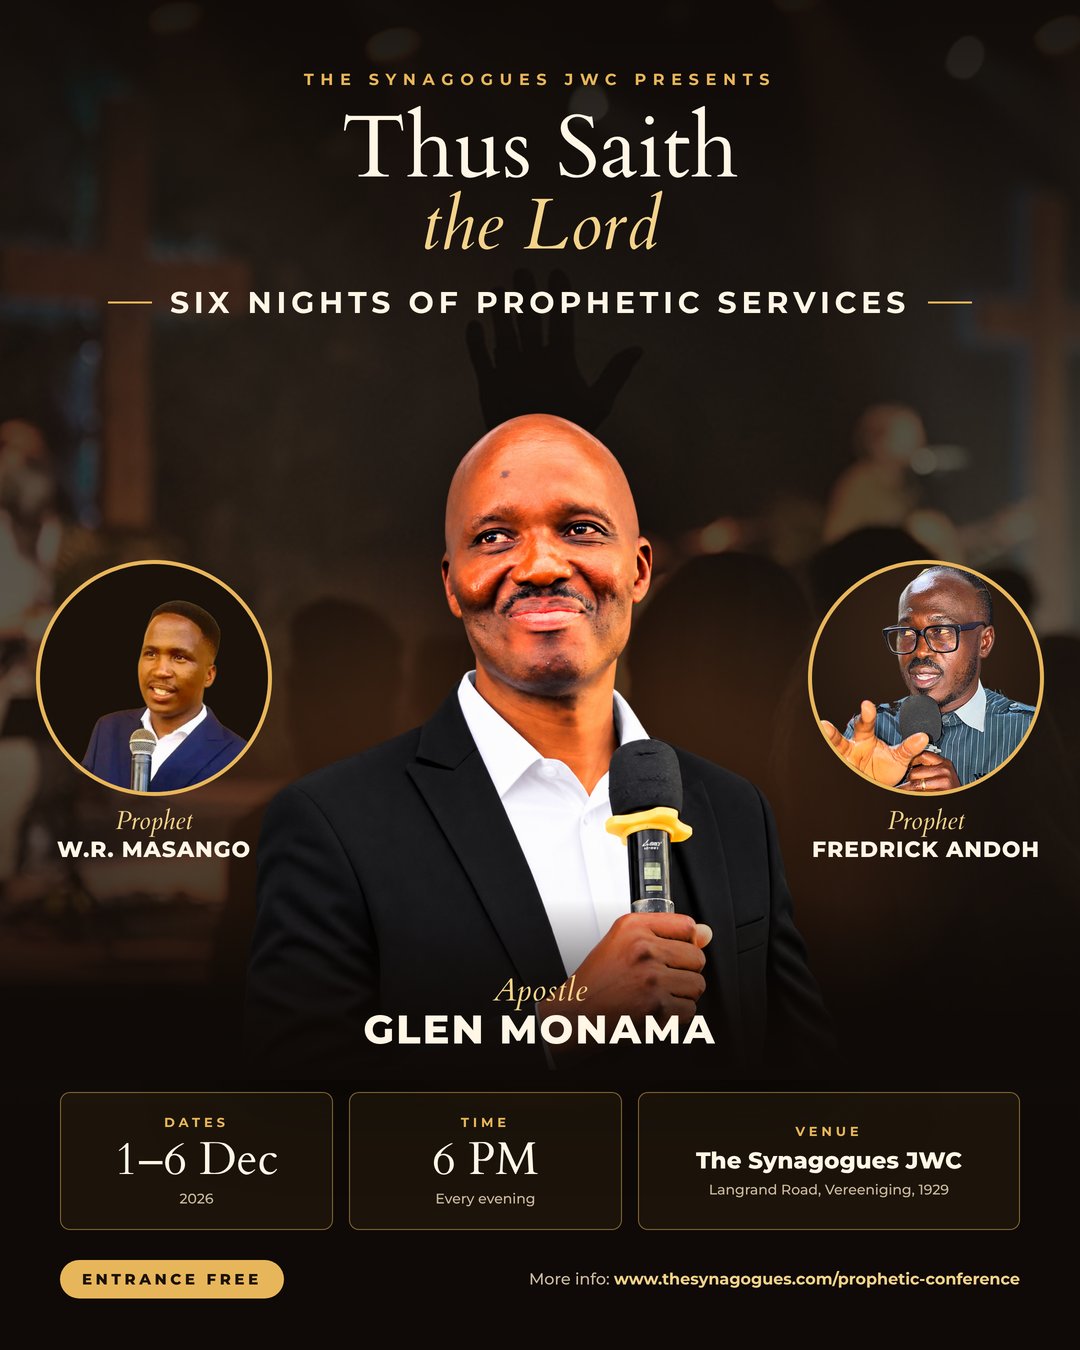 THE SYNAGOGUES JWC PRESENTS
Thus Saith
the Lord
SIX NIGHTS OF PROPHETIC SERVICES
Prophet
W.R. MASANGO
Prophet
FREDRICK ANDOH
Apostle
GLEN MONAMA
DATES
1–6 Dec
2026
TIME
6 PM
Every evening
VENUE
The Synagogues JWC
Langrand Road, Vereeniging, 1929
ENTRANCE FREE
More info: www.thesynagogues.com/prophetic-conference